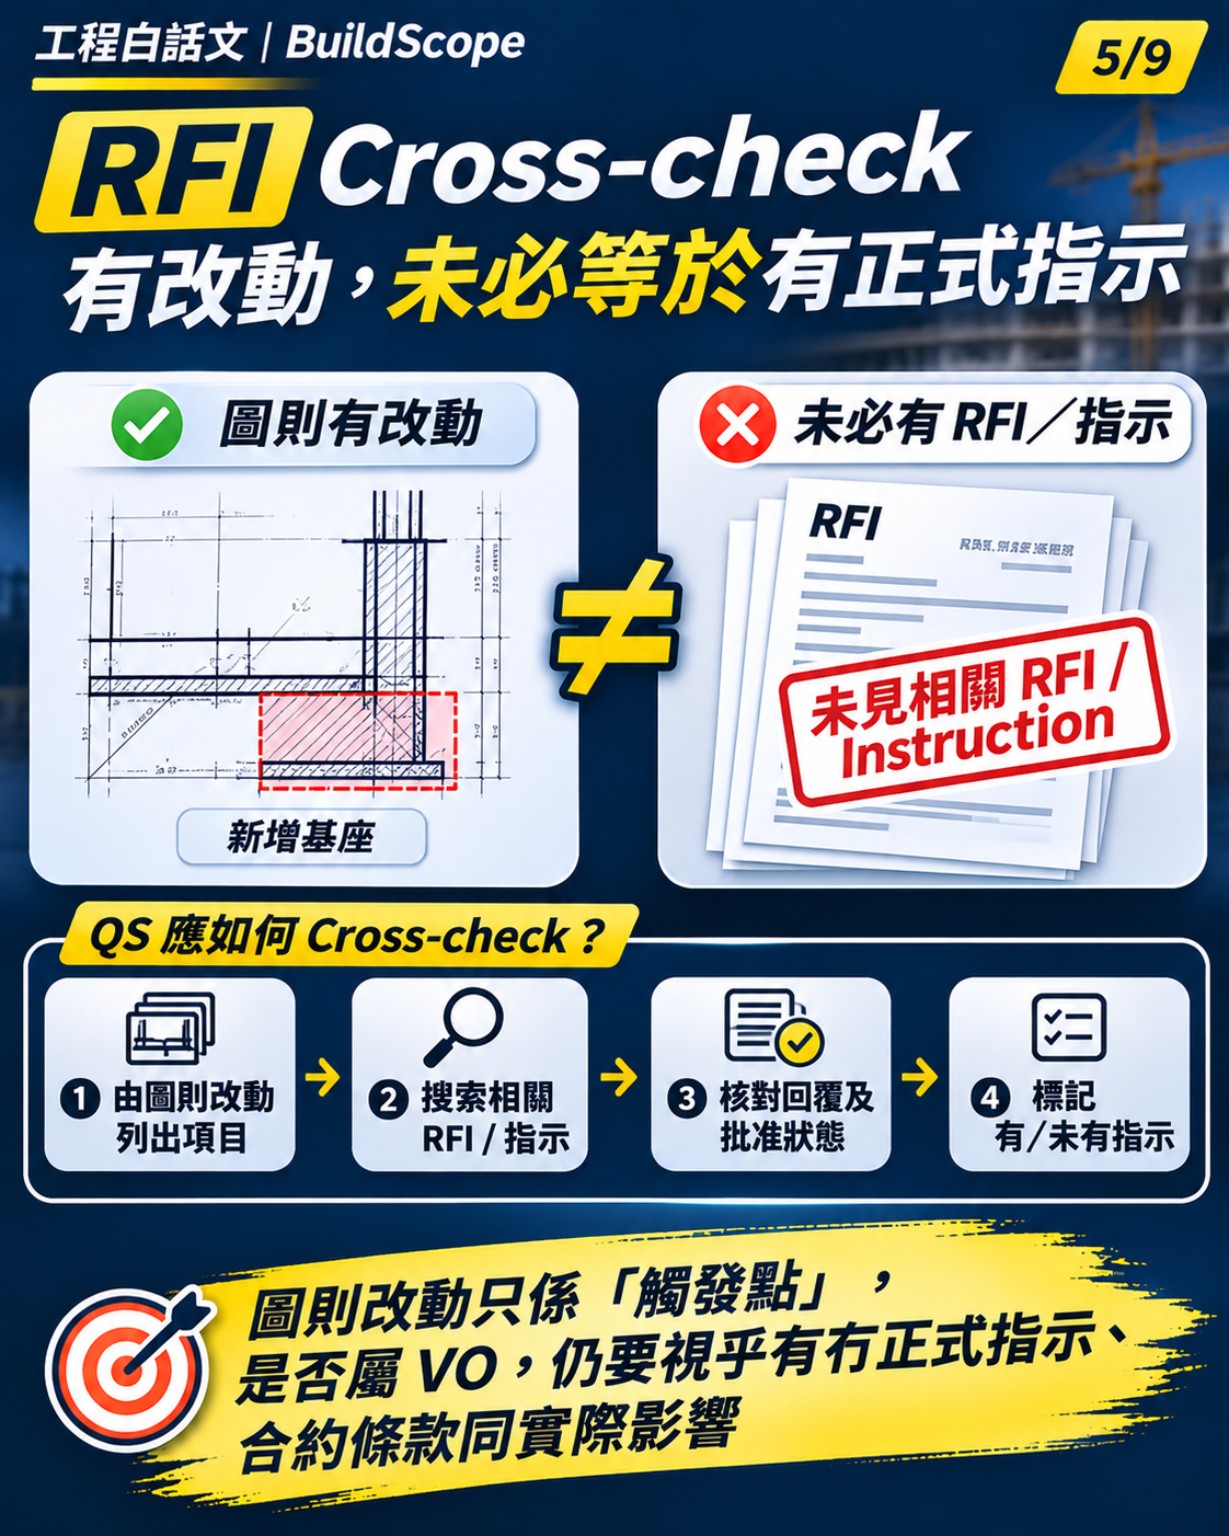 工程白話文｜BuildScope
5/9
RFI Cross-check
有改動，未必等於有正式指示
圖則有改動
新增基座
≠
未必有 RFI／指示
RFI
未見相關 RFI /
Instruction
QS 應如何 Cross-check？
1 由圖則改動
列出項目
2 搜索相關
RFI / 指示
3 核對回覆及
批准狀態
4 標記
有／未有指示
圖則改動只係「觸發點」，
是否屬 VO，仍要視乎有冇正式指示、
合約條款同實際影響